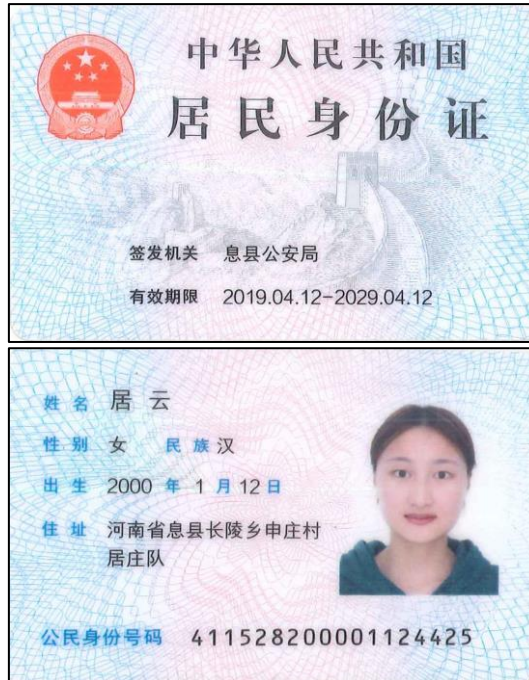 中华人民共和国
居民身份证
签发机关 息县公安局
有效期限 2019.04.12-2029.04.12
姓名 居云
性别 女 民族 汉
出生 2000 年 1 月 12 日
住址 河南省息县长陵乡申庄村
居庄队
公民身份号码 411528200001124425